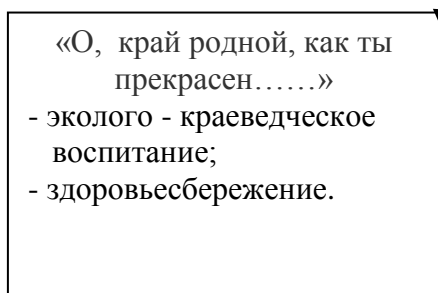 «О, край родной, как ты
прекрасен……»
- эколого - краеведческое
воспитание;
- здоровьесбережение.